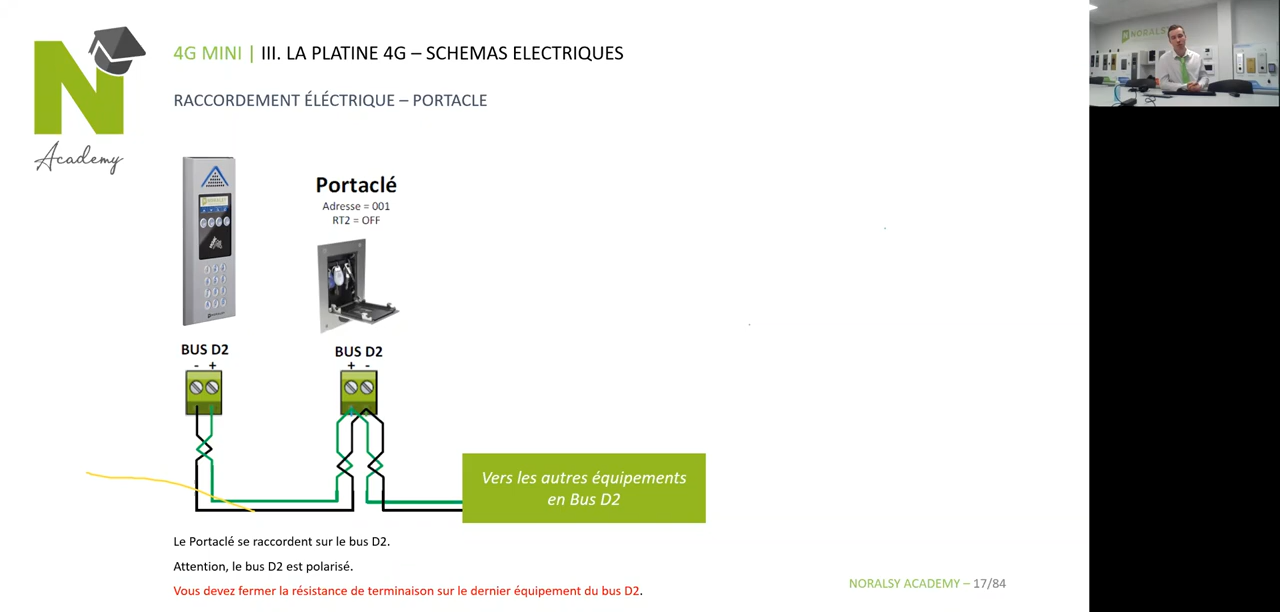 N
Academy
4G MINI | III. LA PLATINE 4G – SCHEMAS ELECTRIQUES
RACCORDEMENT ÉLÉCTRIQUE – PORTACLE
Portaclé
Adresse = 001
RT2 = OFF
BUS D2
- +
BUS D2
+ -
Vers les autres équipements
en Bus D2
Le Portaclé se raccordent sur le bus D2.
Attention, le bus D2 est polarisé.
Vous devez fermer la résistance de terminaison sur le dernier équipement du bus D2.
NORALSY ACADEMY – 17/84
NORALSY